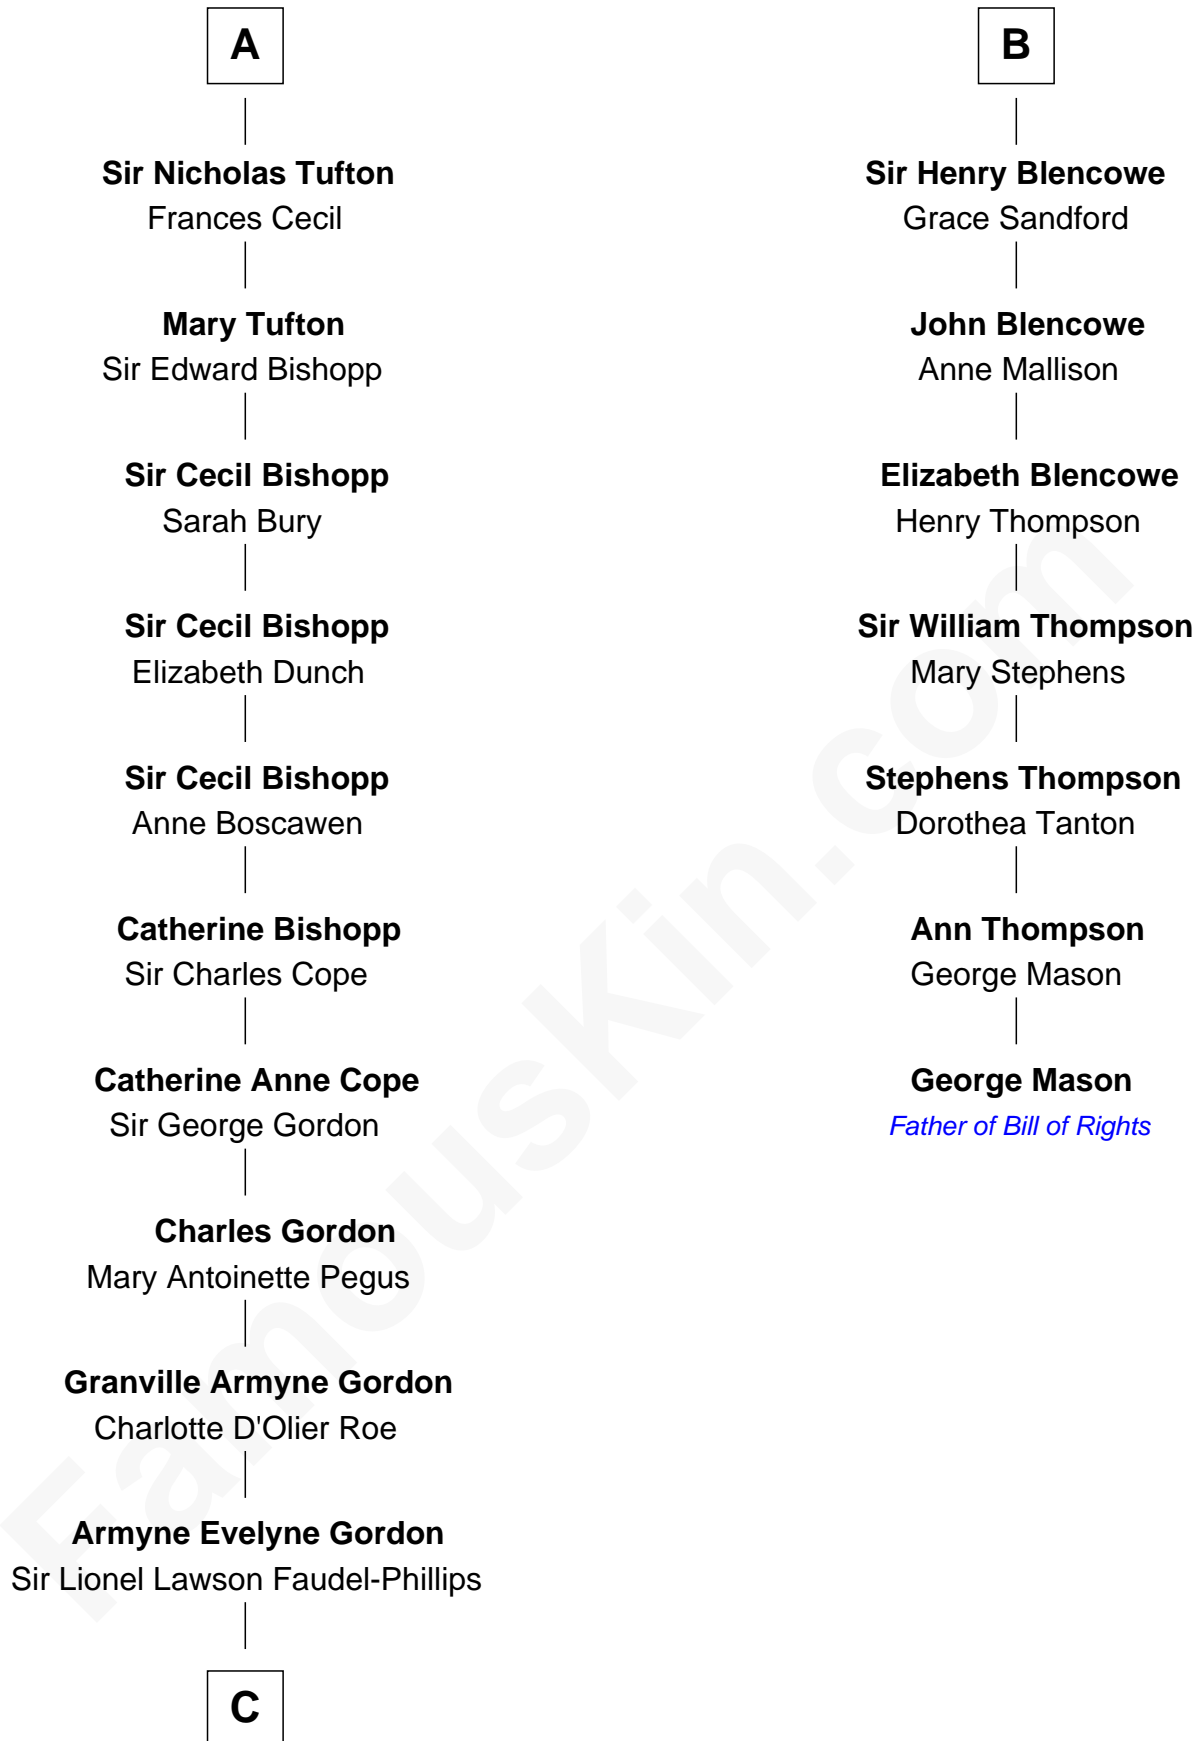 A
Sir Nicholas Tufton
Frances Cecil
Mary Tufton
Sir Edward Bishopp
Sir Cecil Bishopp
Sarah Bury
Sir Cecil Bishopp
Elizabeth Dunch
Sir Cecil Bishopp
Anne Boscawen
Catherine Bishopp
Sir Charles Cope
Catherine Anne Cope
Sir George Gordon
Charles Gordon
Mary Antoinette Pegus
Granville Armyne Gordon
Charlotte D'Olier Roe
Armyne Evelyne Gordon
Sir Lionel Lawson Faudel-Phillips
C
B
Sir Henry Blencowe
Grace Sandford
John Blencowe
Anne Mallison
Elizabeth Blencowe
Henry Thompson
Sir William Thompson
Mary Stephens
Stephens Thompson
Dorothea Tanton
Ann Thompson
George Mason
George Mason
Father of Bill of Rights
FamousKin.com